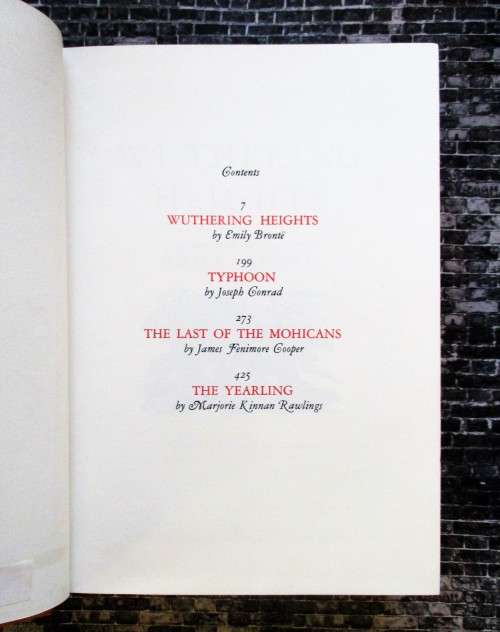 Contents
7
WUTHERING HEIGHTS
by Emily Brontë
199
TYPHOON
by Joseph Conrad
273
THE LAST OF THE MOHICANS
by James Fenimore Cooper
425
THE YEARLING
by Marjorie Kinnan Rawlings